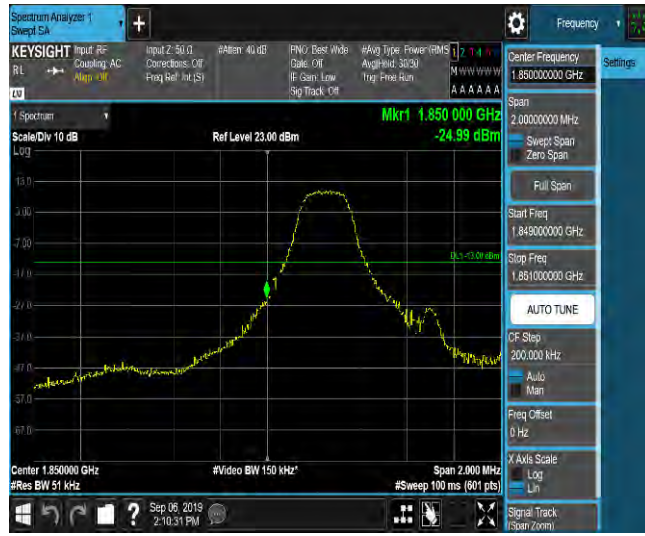 Spectrum Analyzer 1
Swept SA
Frequency
KEYSIGHT
Input: RF
Input Z: 50 Ω
#Atten: 40 dB
PNO: Best Wide
#Avg Type: Power (RMS
1 2 3 4
RL
Coupling: AC
Corrections: Off
Gate: Off
Avg|Hold: 30/30
M W W W W W
Align: Off
Freq Ref: Int (S)
IF Gain: Low
Trig: Free Run
Sig Track: Off
A A A A A A
Center Frequency
1.850000000 GHz
Settings
Span
2.00000000 MHz
Swept Span
Zero Span
Full Span
Start Freq
1.849000000 GHz
Stop Freq
1.851000000 GHz
AUTO TUNE
CF Step
200.000 kHz
Auto
Man
Freq Offset
0 Hz
X Axis Scale
Log
Lin
Signal Track
(Span Zoom)
1 Spectrum
Mkr1 1.850 000 GHz
Scale/Div 10 dB
Ref Level 23.00 dBm
-24.99 dBm
Log
13.0
3.00
-7.00
DL1 -13.00 dBm
-17.0
1
-27.0
-37.0
-47.0
-57.0
-67.0
Center 1.850000 GHz
#Video BW 150 kHz*
Span 2.000 MHz
#Res BW 51 kHz
#Sweep 100 ms (601 pts)
?
Sep 06, 2019
2:10:31 PM